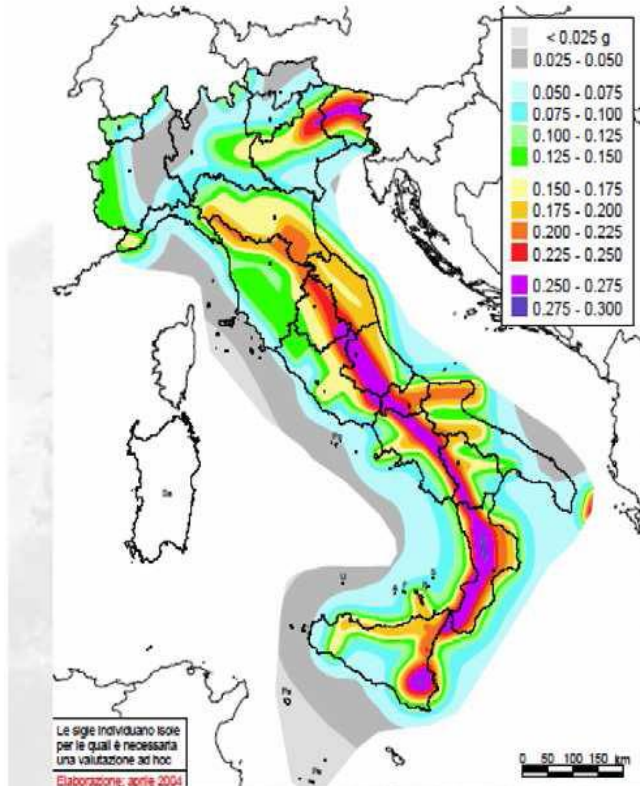 < 0.025 g
0.025 - 0.050
0.050 - 0.075
0.075 - 0.100
0.100 - 0.125
0.125 - 0.150
0.150 - 0.175
0.175 - 0.200
0.200 - 0.225
0.225 - 0.250
0.250 - 0.275
0.275 - 0.300
U
Le sigle individuano isole
per le quali è necessaria
una valutazione ad hoc
Elaborazione: aprile 2004
0 50 100 150 km